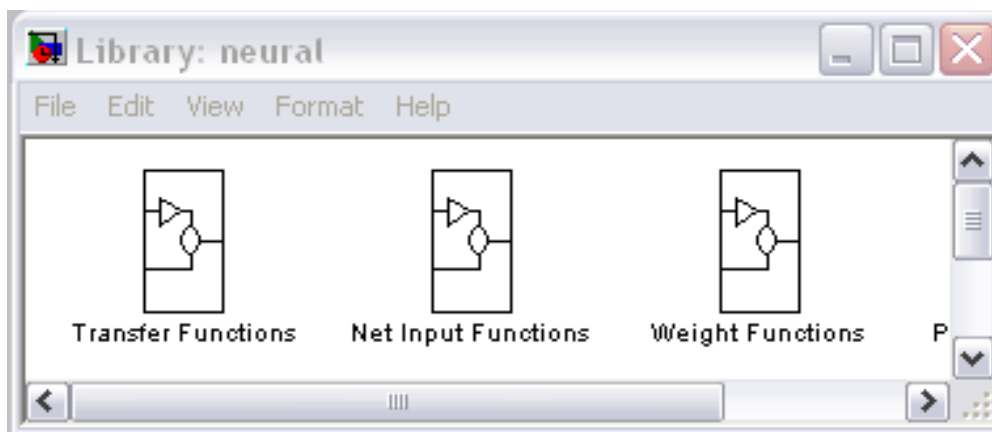 Library: neural
File Edit View Format Help
Transfer Functions Net Input Functions Weight Functions P